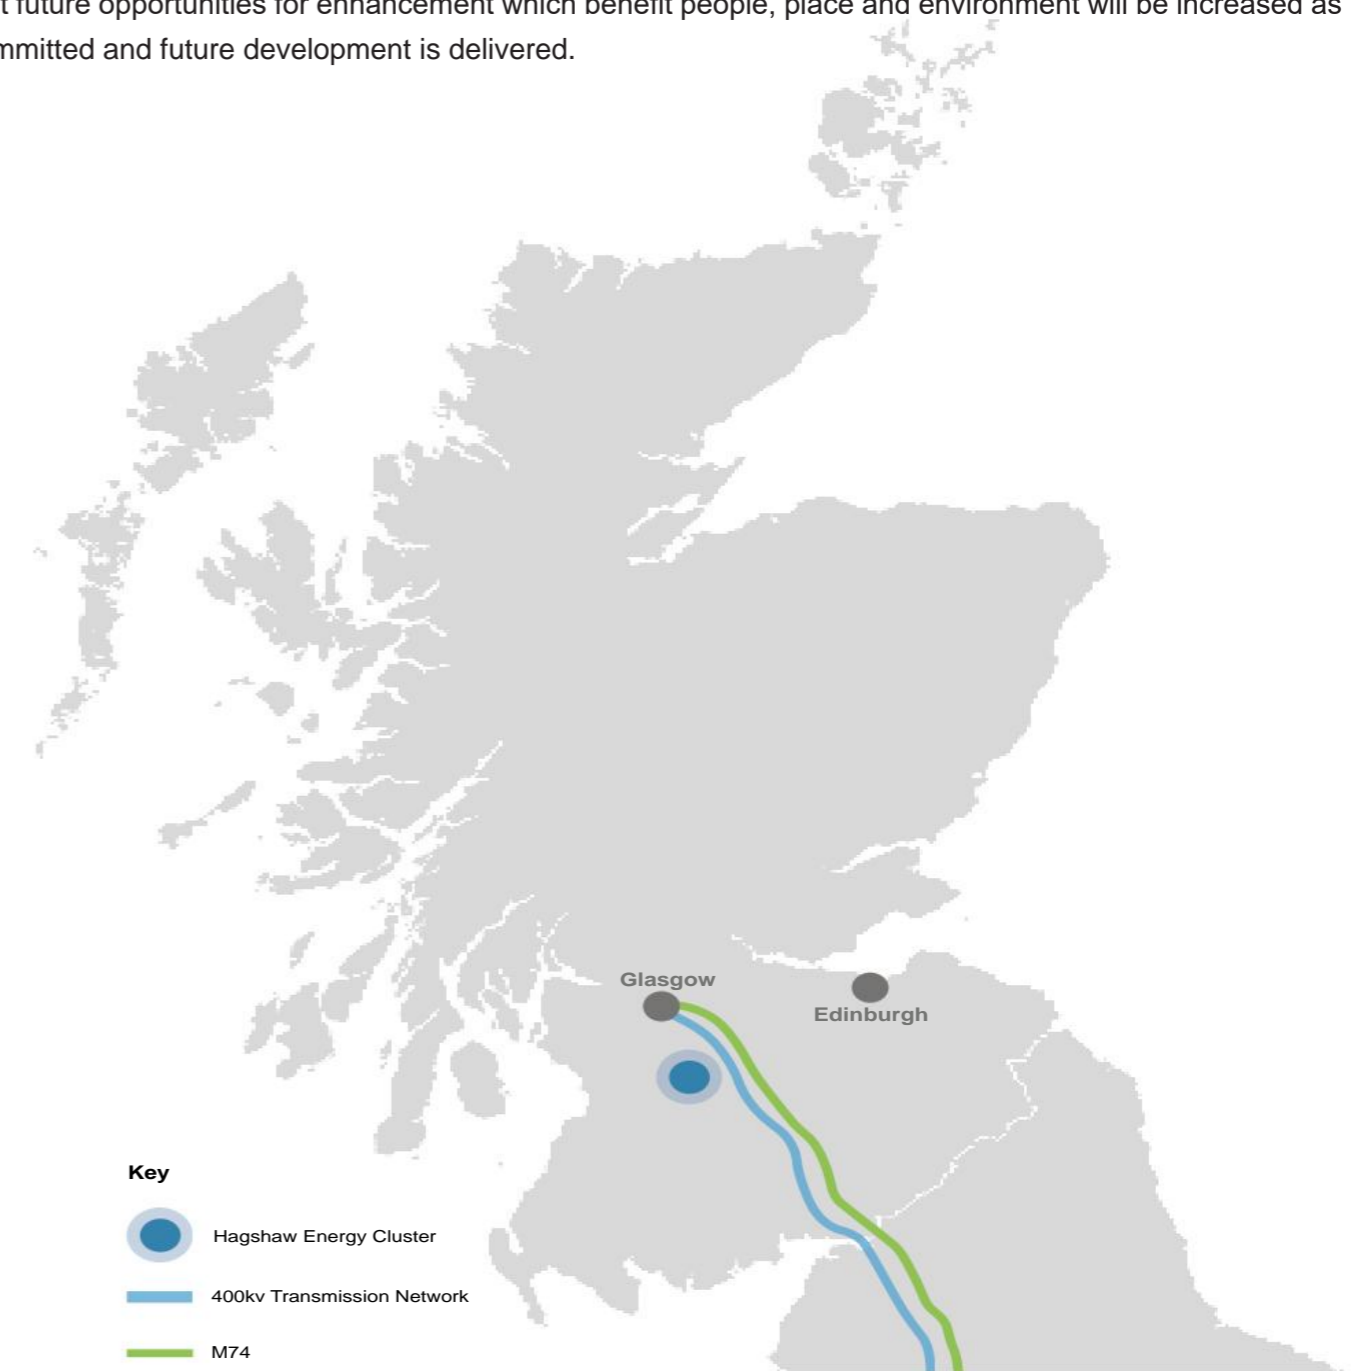 t future opportunities for enhancement which benefit people, place and environment will be increased as
mmitted and future development is delivered.
Glasgow
Edinburgh
Key
Hagshaw Energy Cluster
400kv Transmission Network
M74